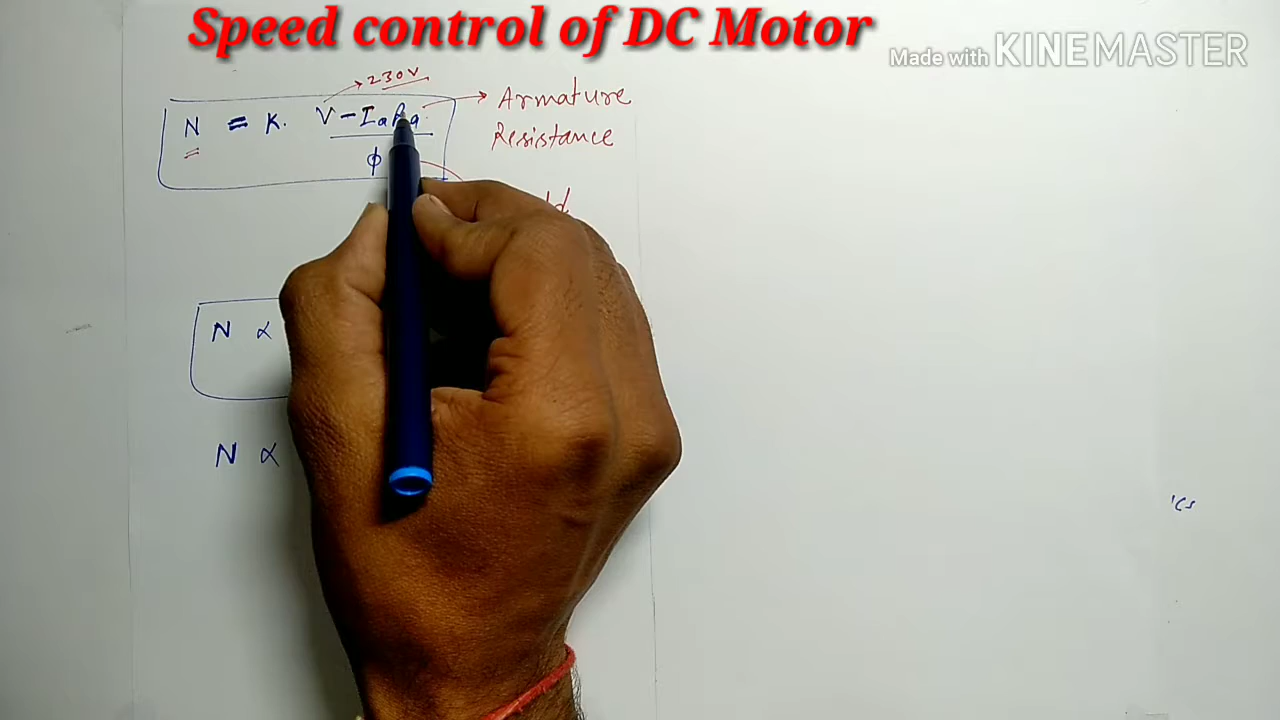 Speed control of DC Motor
Made with KINEMASTER
230V
N = K. V - IaRa
ϕ
Armature
Resistance
N ∝
N ∝